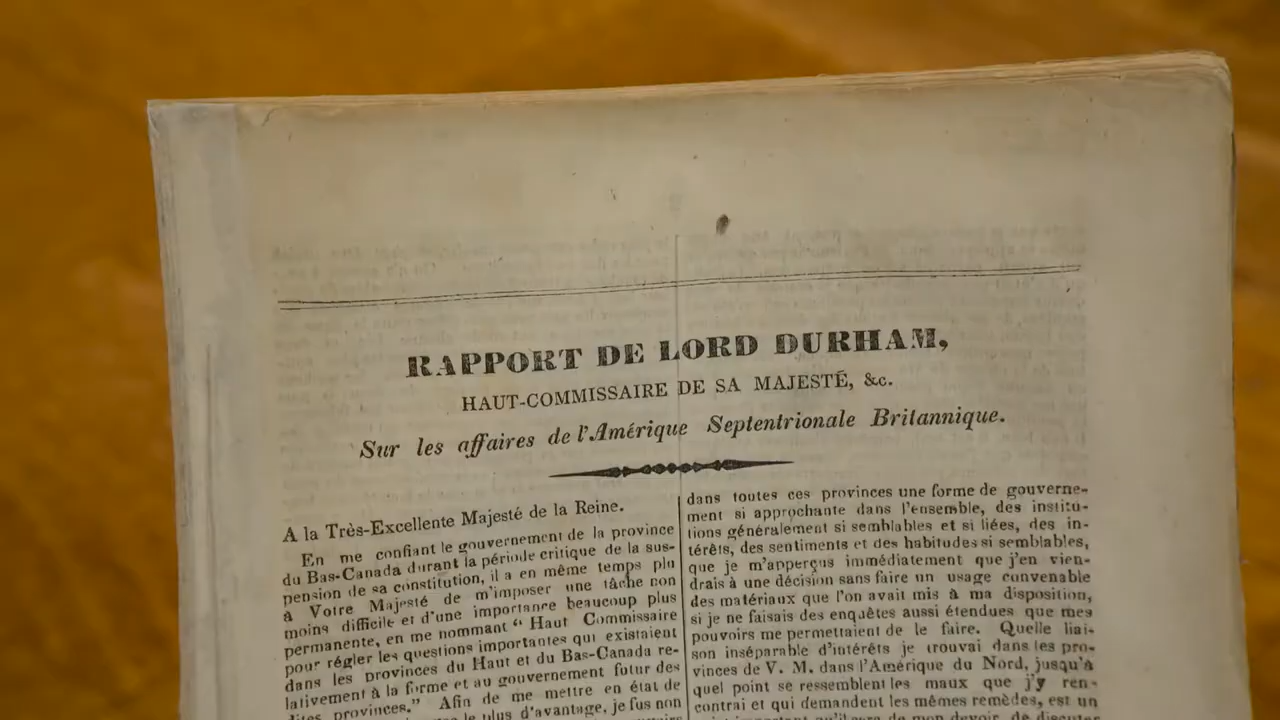 RAPPORT DE LORD DURHAM,
HAUT-COMMISSAIRE DE SA MAJESTÉ, &c.
Sur les affaires de l'Amérique Septentrionale Britannique.
A la Très-Excellente Majesté de la Reine.
En me confiant le gouvernement de la province
du Bas-Canada durant la période critique de la sus-
pension de sa constitution, il a en même temps plu
à Votre Majesté de m'imposer une tâche non
moins difficile et d'une importance beaucoup plus
permanente, en me nommant " Haut Commissaire
pour régler les questions importantes qui existaient
dans les provinces du Haut et du Bas-Canada re-
lativement à la forme et au gouvernement futur des
dites provinces." Afin de me mettre en état de
le plus d'avantage, je fus non
dans toutes ces provinces une forme de gouverne-
ment si approchante dans l'ensemble, des institu-
tions généralement si semblables et si liées, des in-
térêts, des sentiments et des habitudes si semblables,
que je m'aperçus immédiatement que j'en vien-
drais à une décision sans faire un usage convenable
des matériaux que l'on avait mis à ma disposition,
si je ne faisais des enquêtes aussi étendues que mes
pouvoirs me permettaient de le faire. Quelle liai-
son inséparable d'intérêts je trouvai dans les pro-
vinces de V. M. dans l'Amérique du Nord, jusqu'à
quel point se ressemblent les maux que j'y ren-
contrai et qui demandent les mêmes remèdes, est un